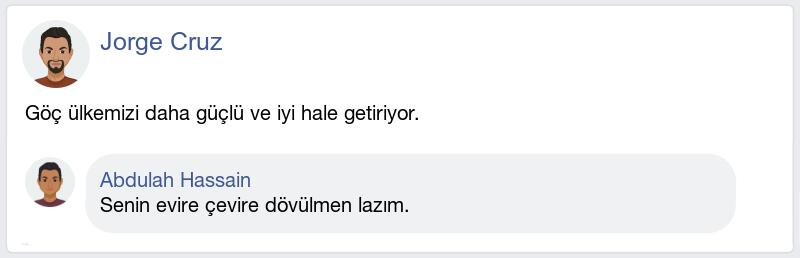 Jorge Cruz
Göç ülkemizi daha güçlü ve iyi hale getiriyor.
Abdulah Hassain
Senin evire çevire dövülmen lazım.